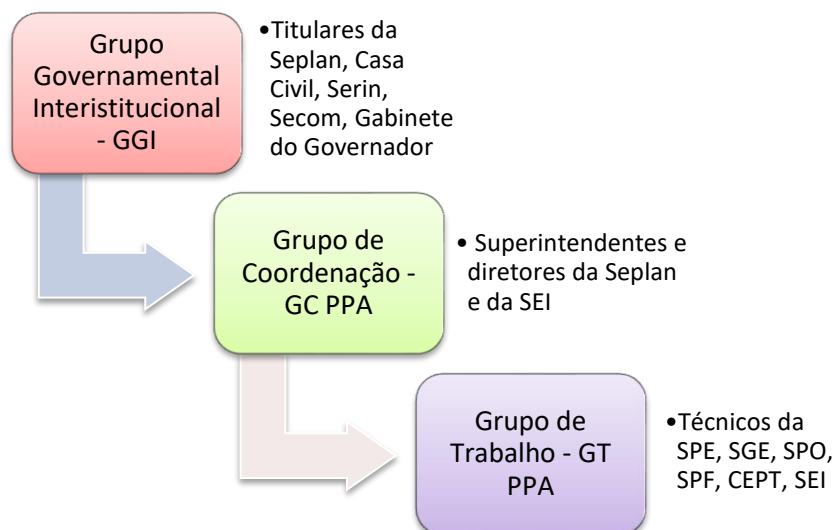 Grupo
Governamental
Interistitucional
- GGI
•Titulares da
Seplan, Casa
Civil, Serin,
Secom, Gabinete
do Governador
Grupo de
Coordenação -
GC PPA
• Superintendentes e
diretores da Seplan
e da SEI
Grupo de
Trabalho - GT
PPA
•Técnicos da
SPE, SGE, SPO,
SPF, CEPT, SEI